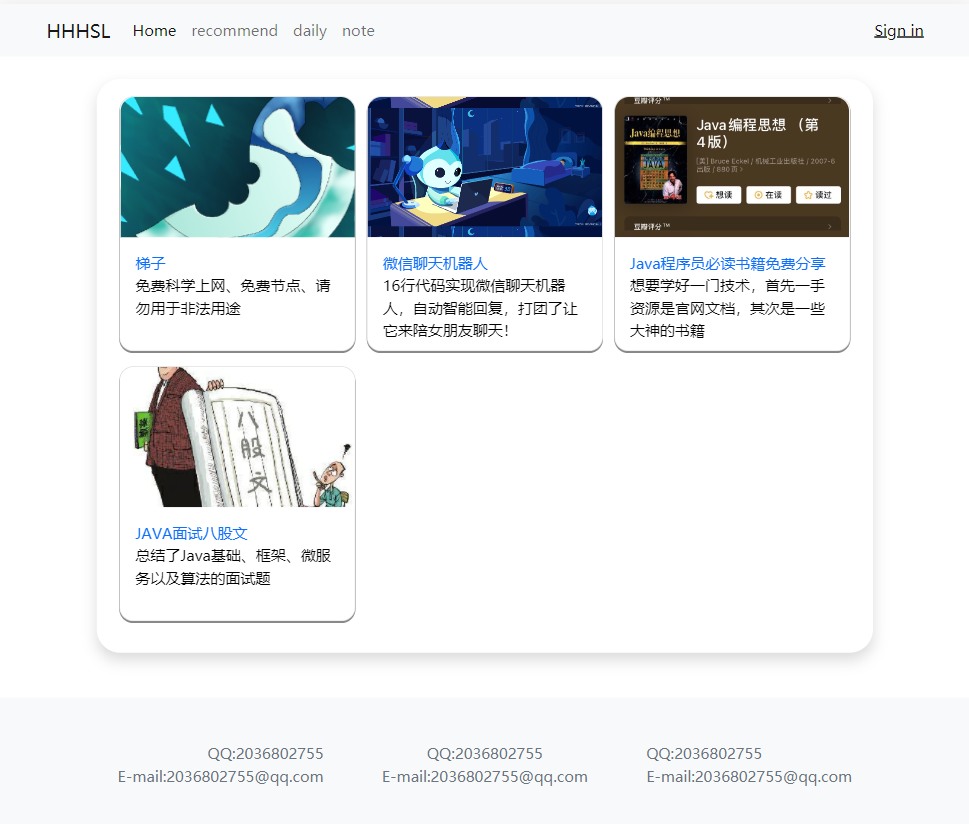 HHHSL Home recommend daily note Sign in
豆瓣评分™
Java编程思想
JAVA
Java 编程思想 （第
4 版）
[美] Bruce Eckel / 机械工业出版社 / 2007-6
出版 / 880 页 >
想读 在读 读过
豆瓣评分™
梯子
免费科学上网、免费节点、请
勿用于非法用途
微信聊天机器人
16行代码实现微信聊天机器
人，自动智能回复，打团了让
它来陪女朋友聊天！
Java程序员必读书籍免费分享
想要学好一门技术，首先一手
资源是官网文档，其次是一些
大神的书籍
八
股
文
JAVA面试八股文
总结了Java基础、框架、微服
务以及算法的面试题
QQ:2036802755
E-mail:2036802755@qq.com
QQ:2036802755
E-mail:2036802755@qq.com
QQ:2036802755
E-mail:2036802755@qq.com